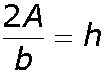 2A/b = h